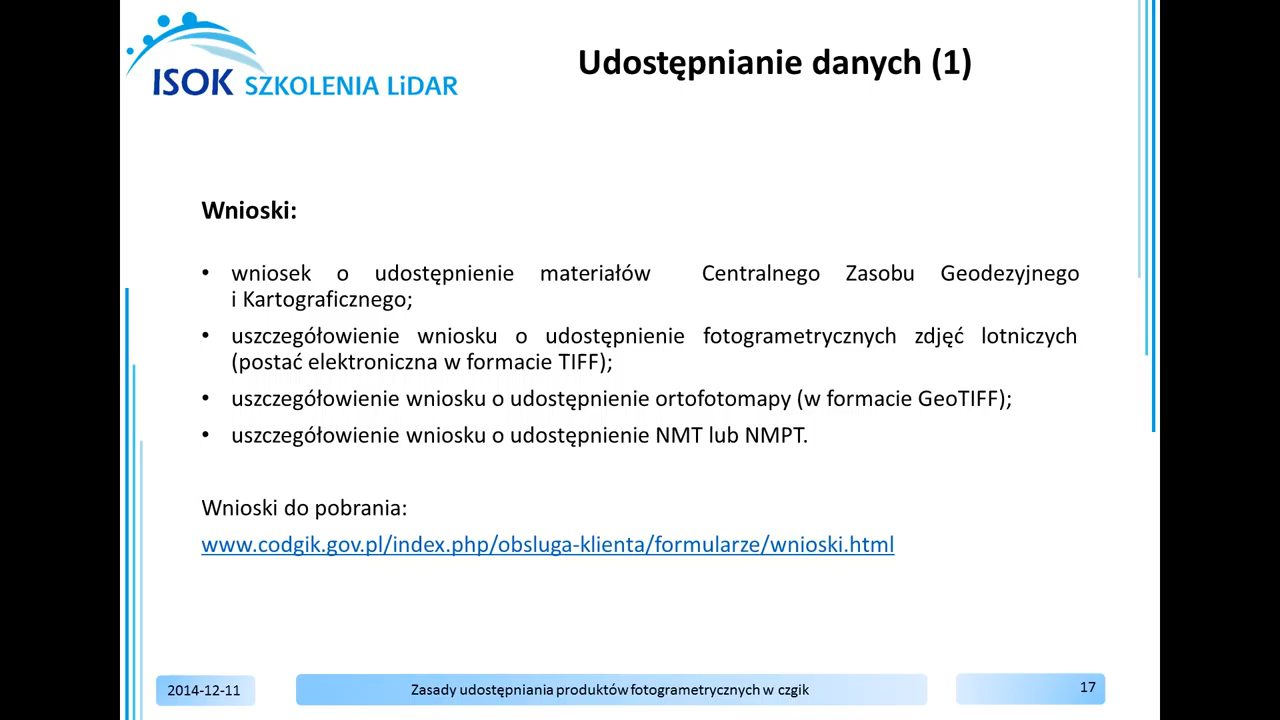 ISOK SZKOLENIA LiDAR
Udostępnianie danych (1)
Wnioski:
• wniosek o udostępnienie materiałów Centralnego Zasobu Geodezyjnego
i Kartograficznego;
• uszczegółowienie wniosku o udostępnienie fotogrametrycznych zdjęć lotniczych
(postać elektroniczna w formacie TIFF);
• uszczegółowienie wniosku o udostępnienie ortofotomapy (w formacie GeoTIFF);
• uszczegółowienie wniosku o udostępnienie NMT lub NMPT.
Wnioski do pobrania:
www.codgik.gov.pl/index.php/obsluga-klienta/formularze/wnioski.html
2014-12-11
Zasady udostępniania produktów fotogrametrycznych w czgik
17